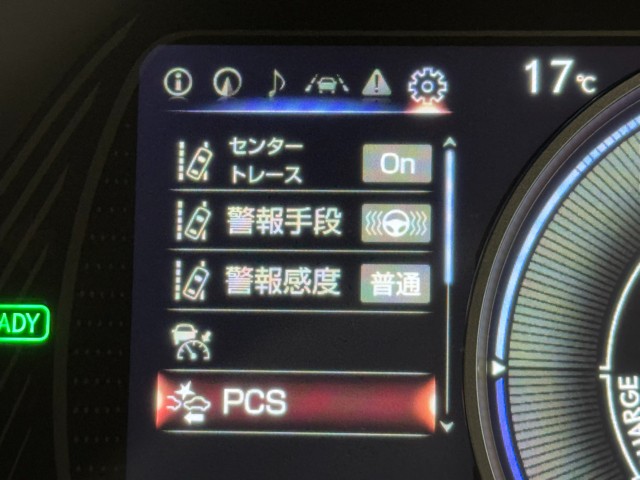 17℃
センター
トレース
On
警報手段
警報感度
普通
PCS
ADY
CHARGE